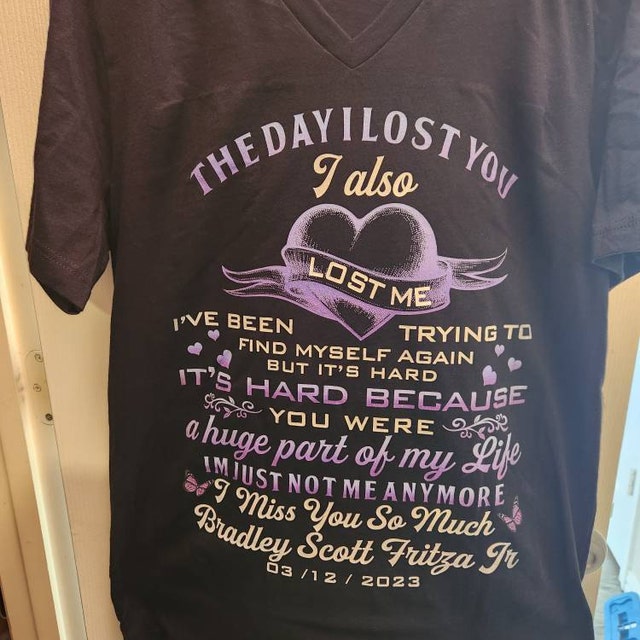 THE DAY I LOST YOU
I also
LOST ME
I'VE BEEN TRYING TO
FIND MYSELF AGAIN
BUT IT'S HARD
IT'S HARD BECAUSE
YOU WERE
a huge part of my Life
IM JUST NOT ME ANYMORE
I Miss You So Much
Bradley Scott Fritza Jr
03 / 12 / 2023